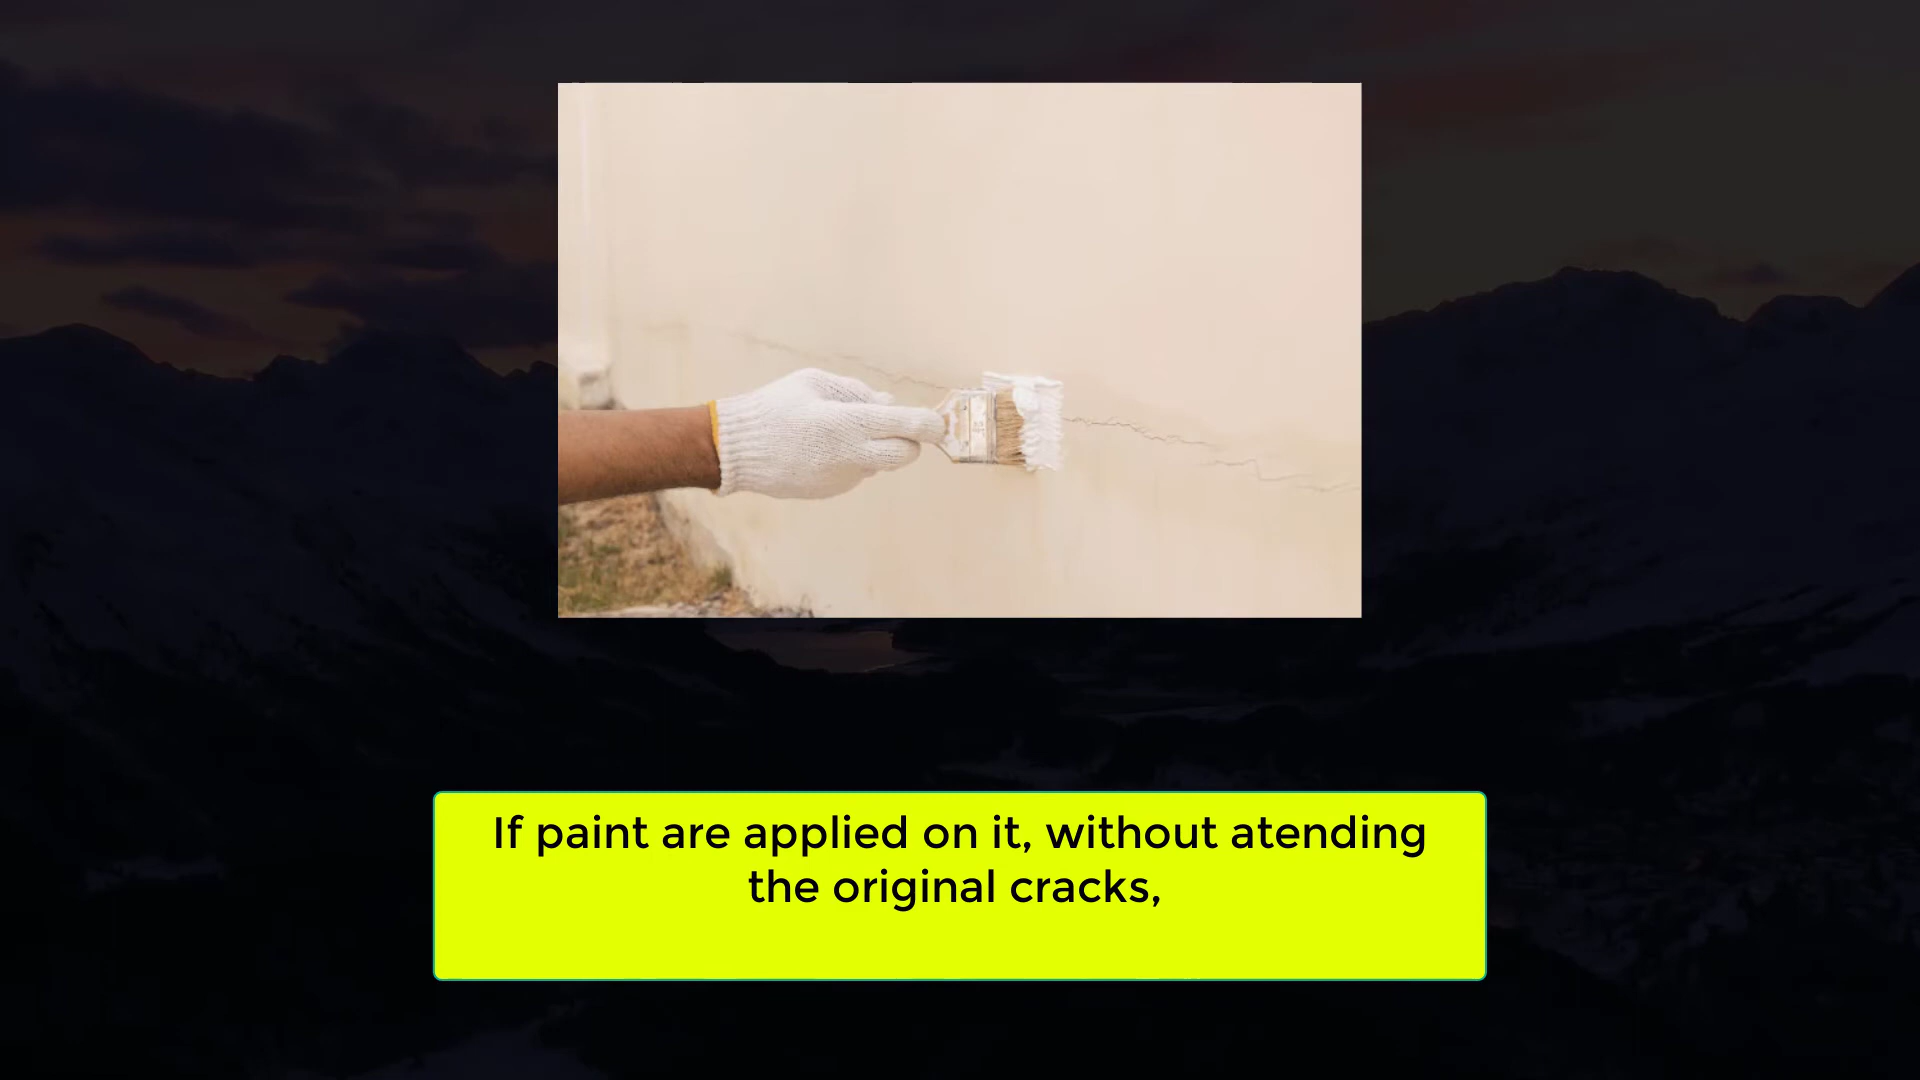 If paint are applied on it, without atending
the original cracks,